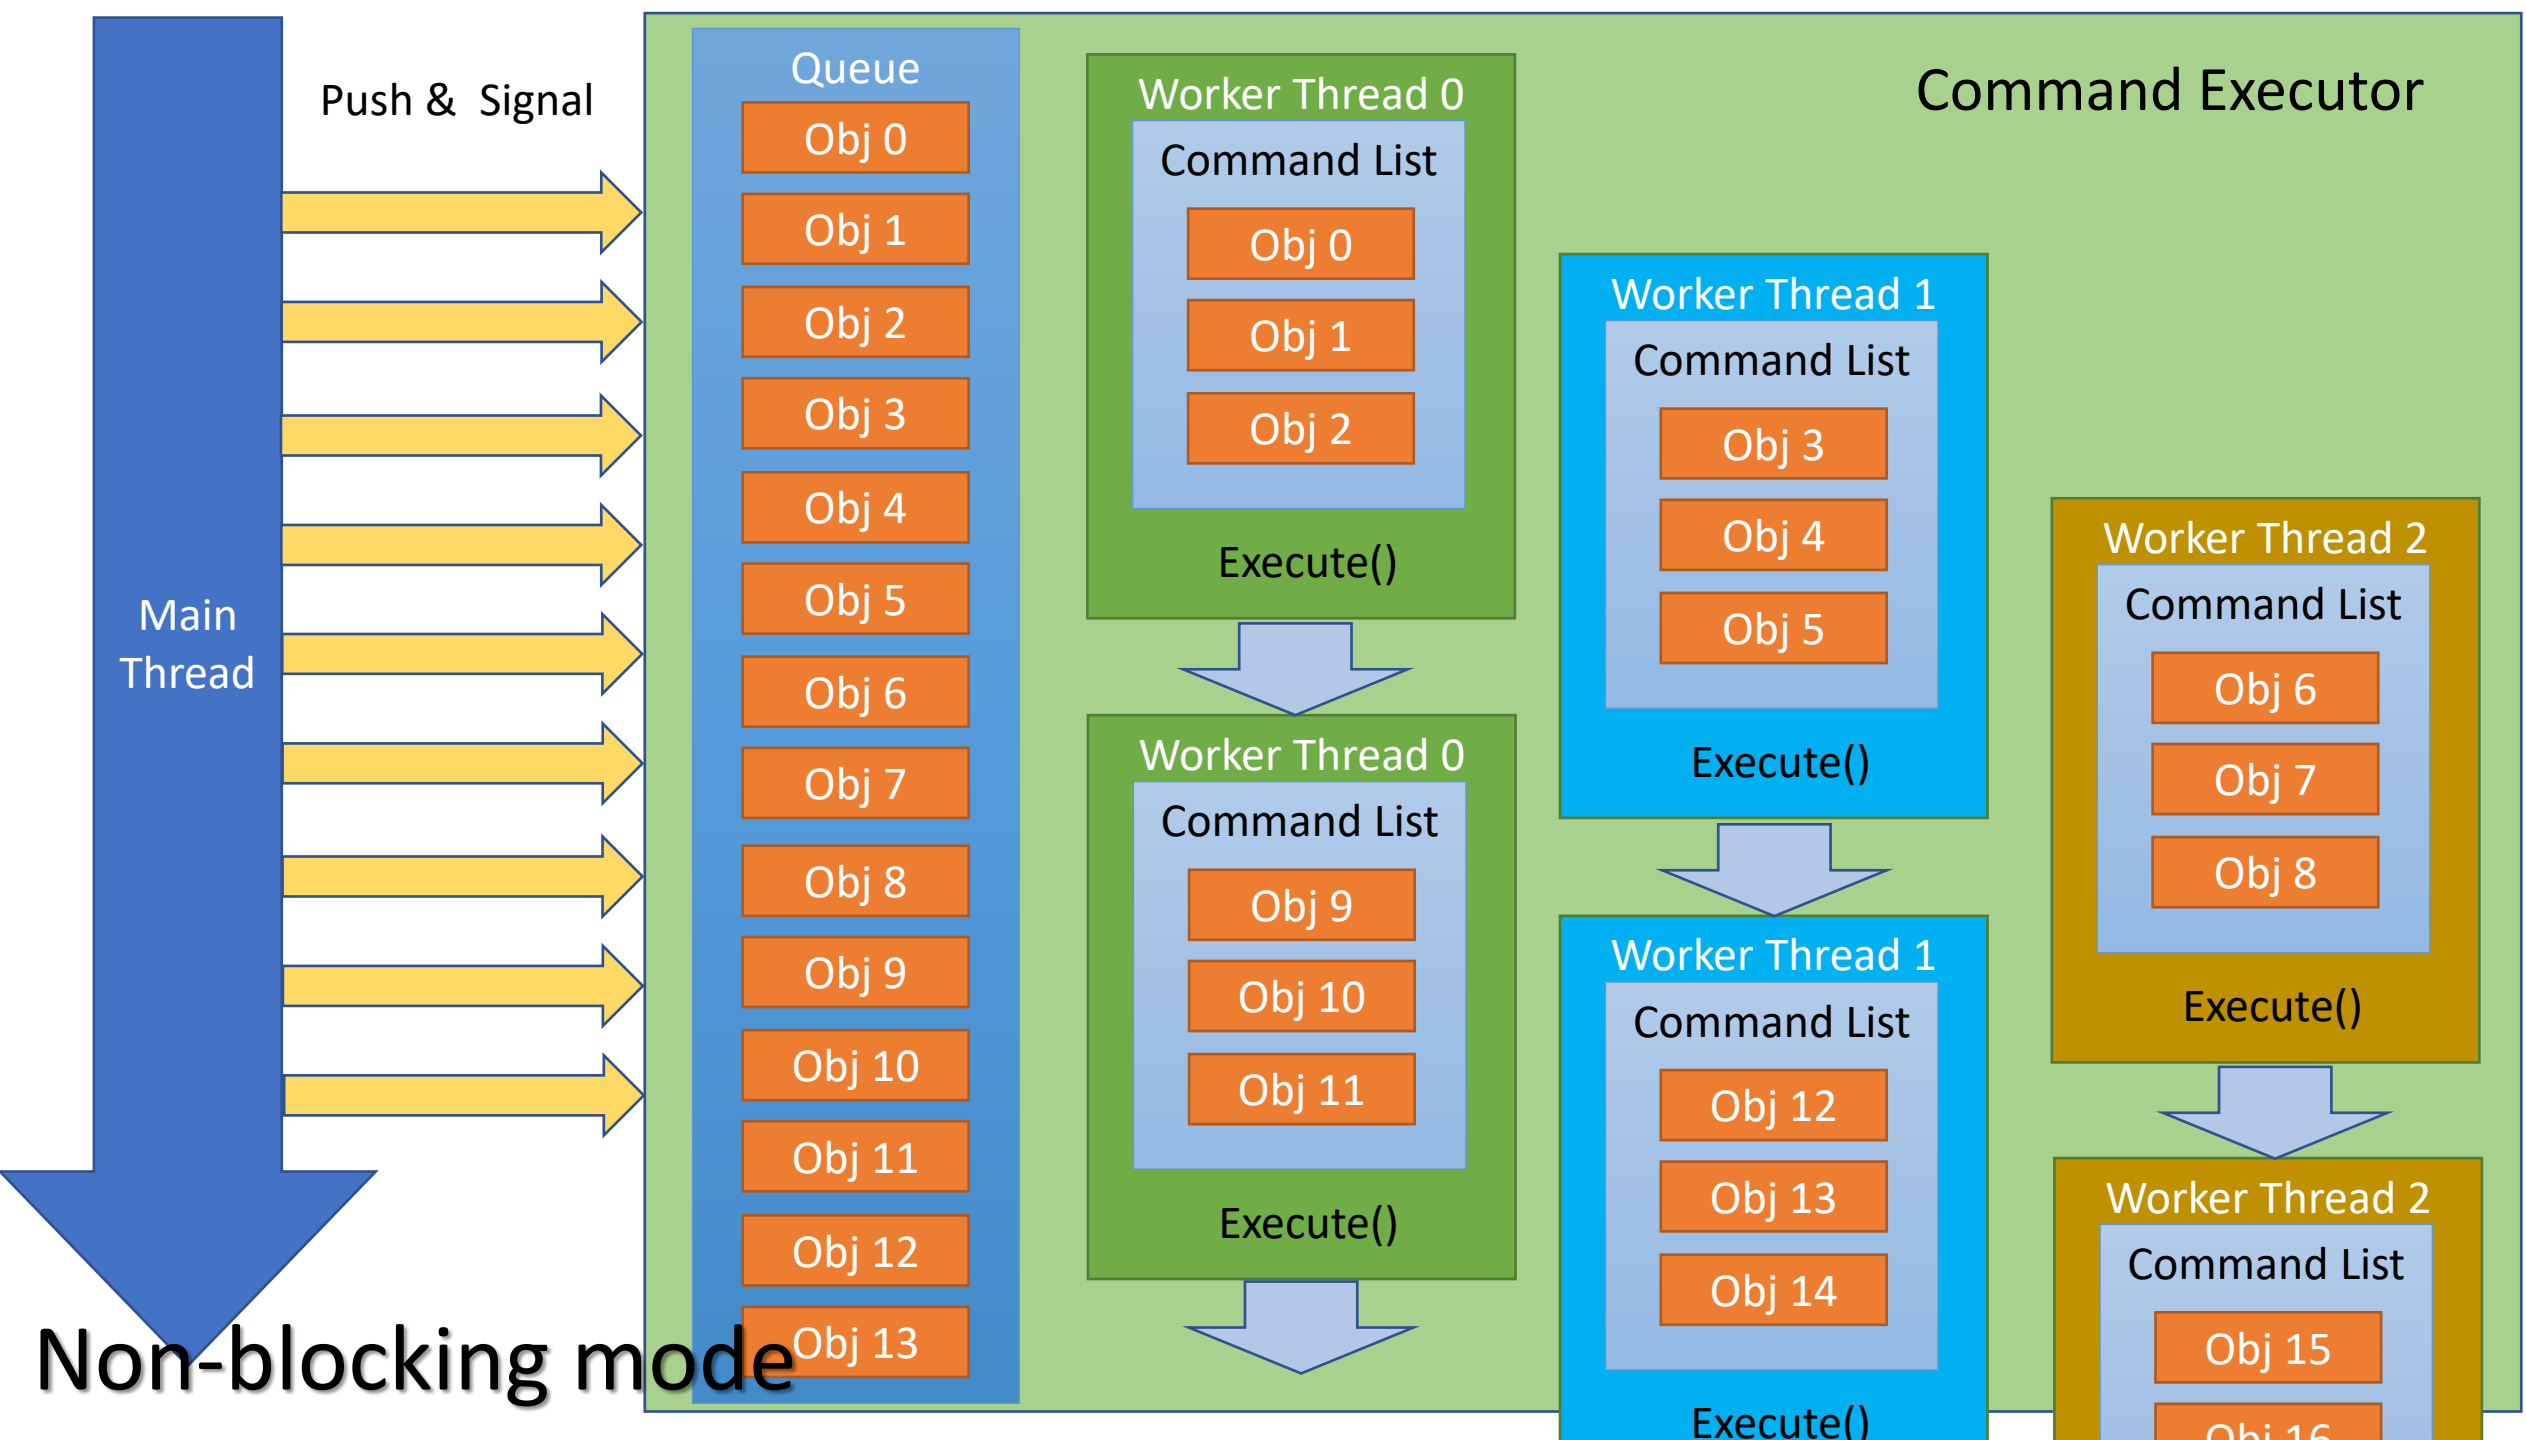 Main
Thread
Push &  Signal
Non-blocking mode
Command Executor
Queue
Obj 0
Obj 1
Obj 2
Obj 3
Obj 4
Obj 5
Obj 6
Obj 7
Obj 8
Obj 9
Obj 10
Obj 11
Obj 12
Obj 13
Worker Thread 0
Command List
Obj 0
Obj 1
Obj 2
Execute()
Worker Thread 0
Command List
Obj 9
Obj 10
Obj 11
Execute()
Worker Thread 1
Command List
Obj 3
Obj 4
Obj 5
Execute()
Worker Thread 1
Command List
Obj 12
Obj 13
Obj 14
Execute()
Worker Thread 2
Command List
Obj 6
Obj 7
Obj 8
Execute()
Worker Thread 2
Command List
Obj 15
Obj 16